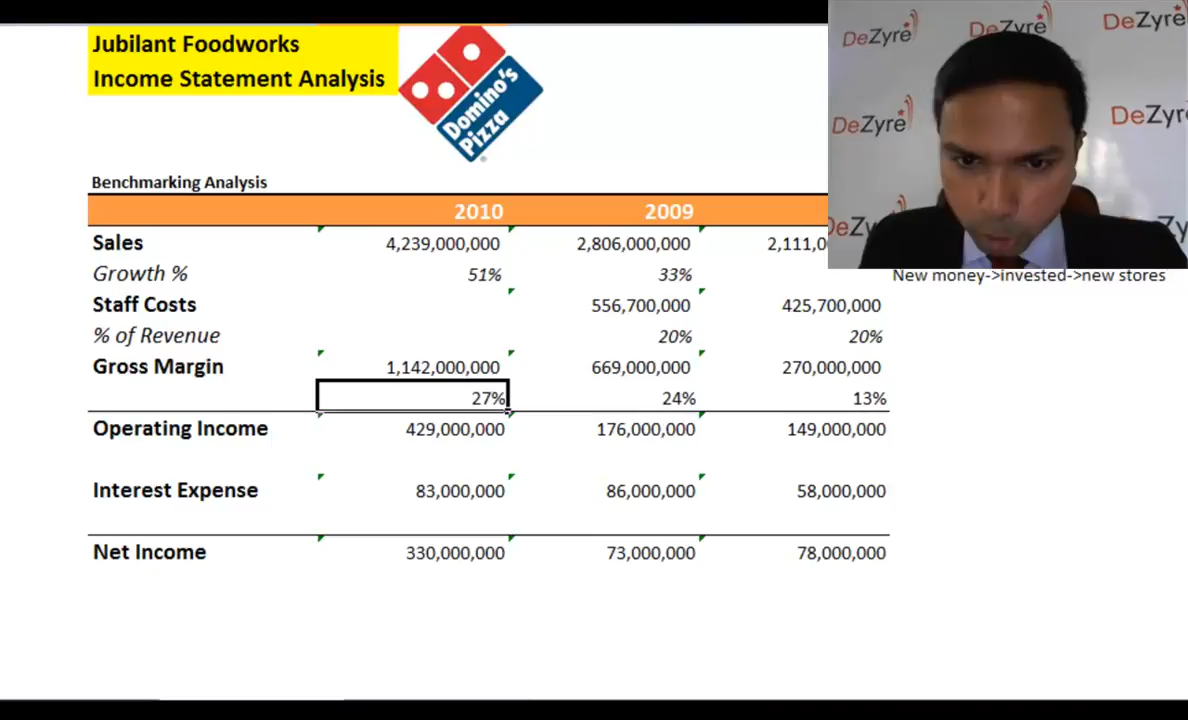 Jubilant Foodworks
Income Statement Analysis
Domino's
Pizza
DeZyre DeZyre DeZyre
DeZyre DeZyr
Benchmarking Analysis
2010 2009
Sales 4,239,000,000 2,806,000,000 2,111,0
Growth % 51% 33% New money->invested->new stores
Staff Costs 556,700,000 425,700,000
% of Revenue 20% 20%
Gross Margin 1,142,000,000 669,000,000 270,000,000
27% 24% 13%
Operating Income 429,000,000 176,000,000 149,000,000
Interest Expense 83,000,000 86,000,000 58,000,000
Net Income 330,000,000 73,000,000 78,000,000